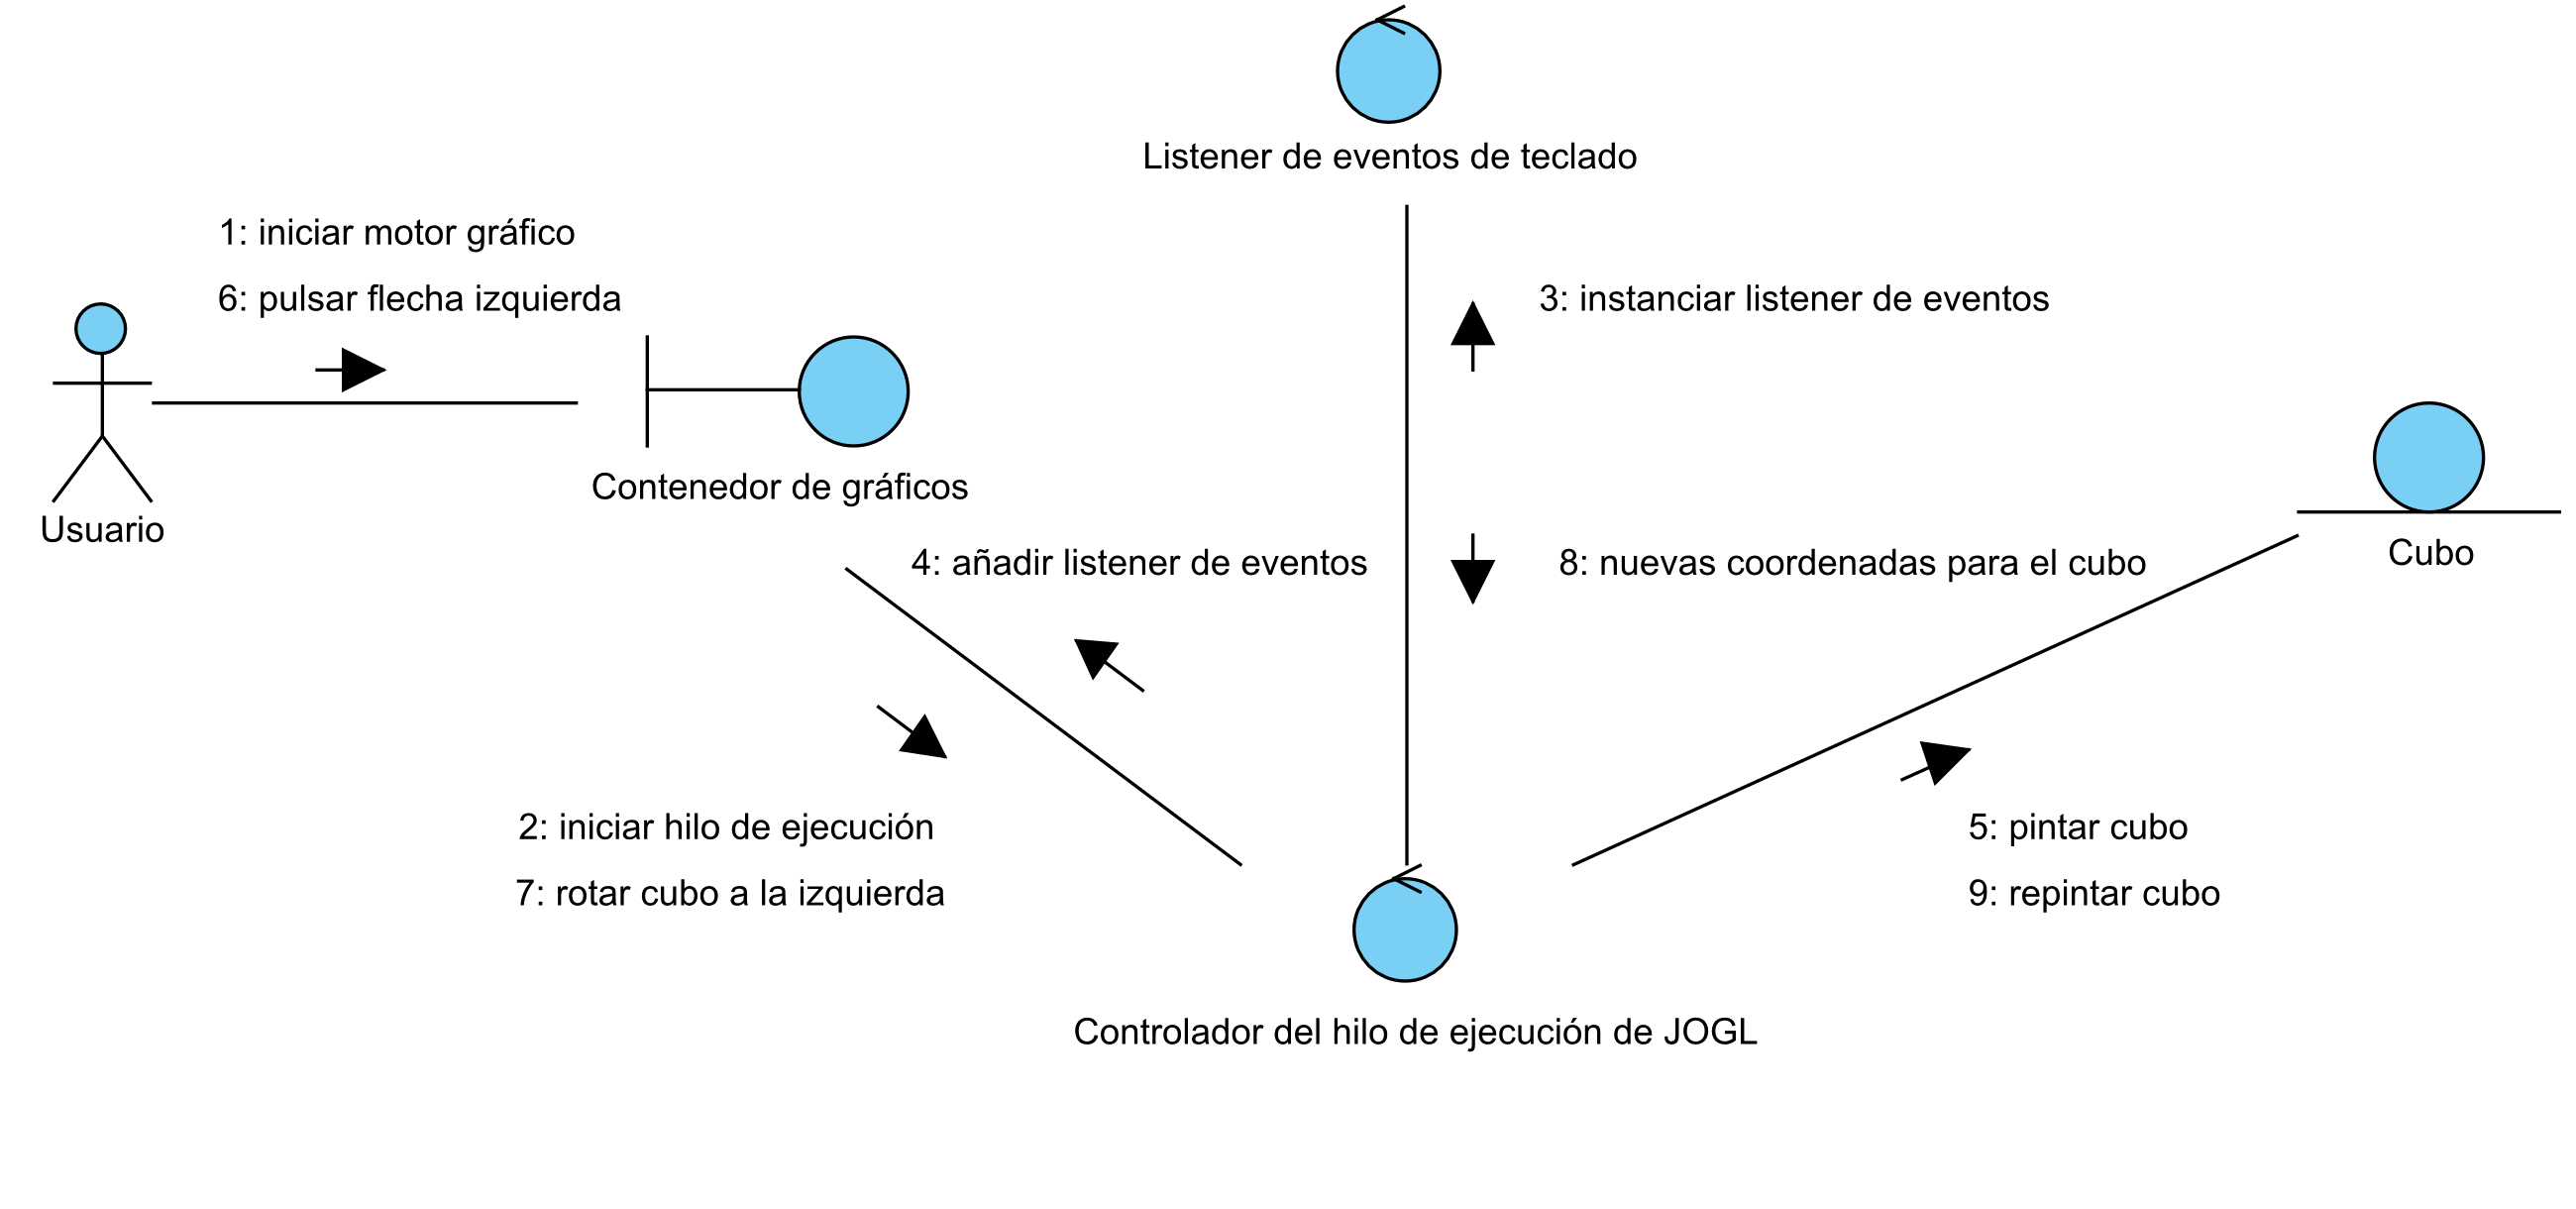 Listener de eventos de teclado
1: iniciar motor gráfico
6: pulsar flecha izquierda
3: instanciar listener de eventos
Contenedor de gráficos
Usuario
4: añadir listener de eventos
8: nuevas coordenadas para el cubo
Cubo
2: iniciar hilo de ejecución
7: rotar cubo a la izquierda
5: pintar cubo
9: repintar cubo
Controlador del hilo de ejecución de JOGL